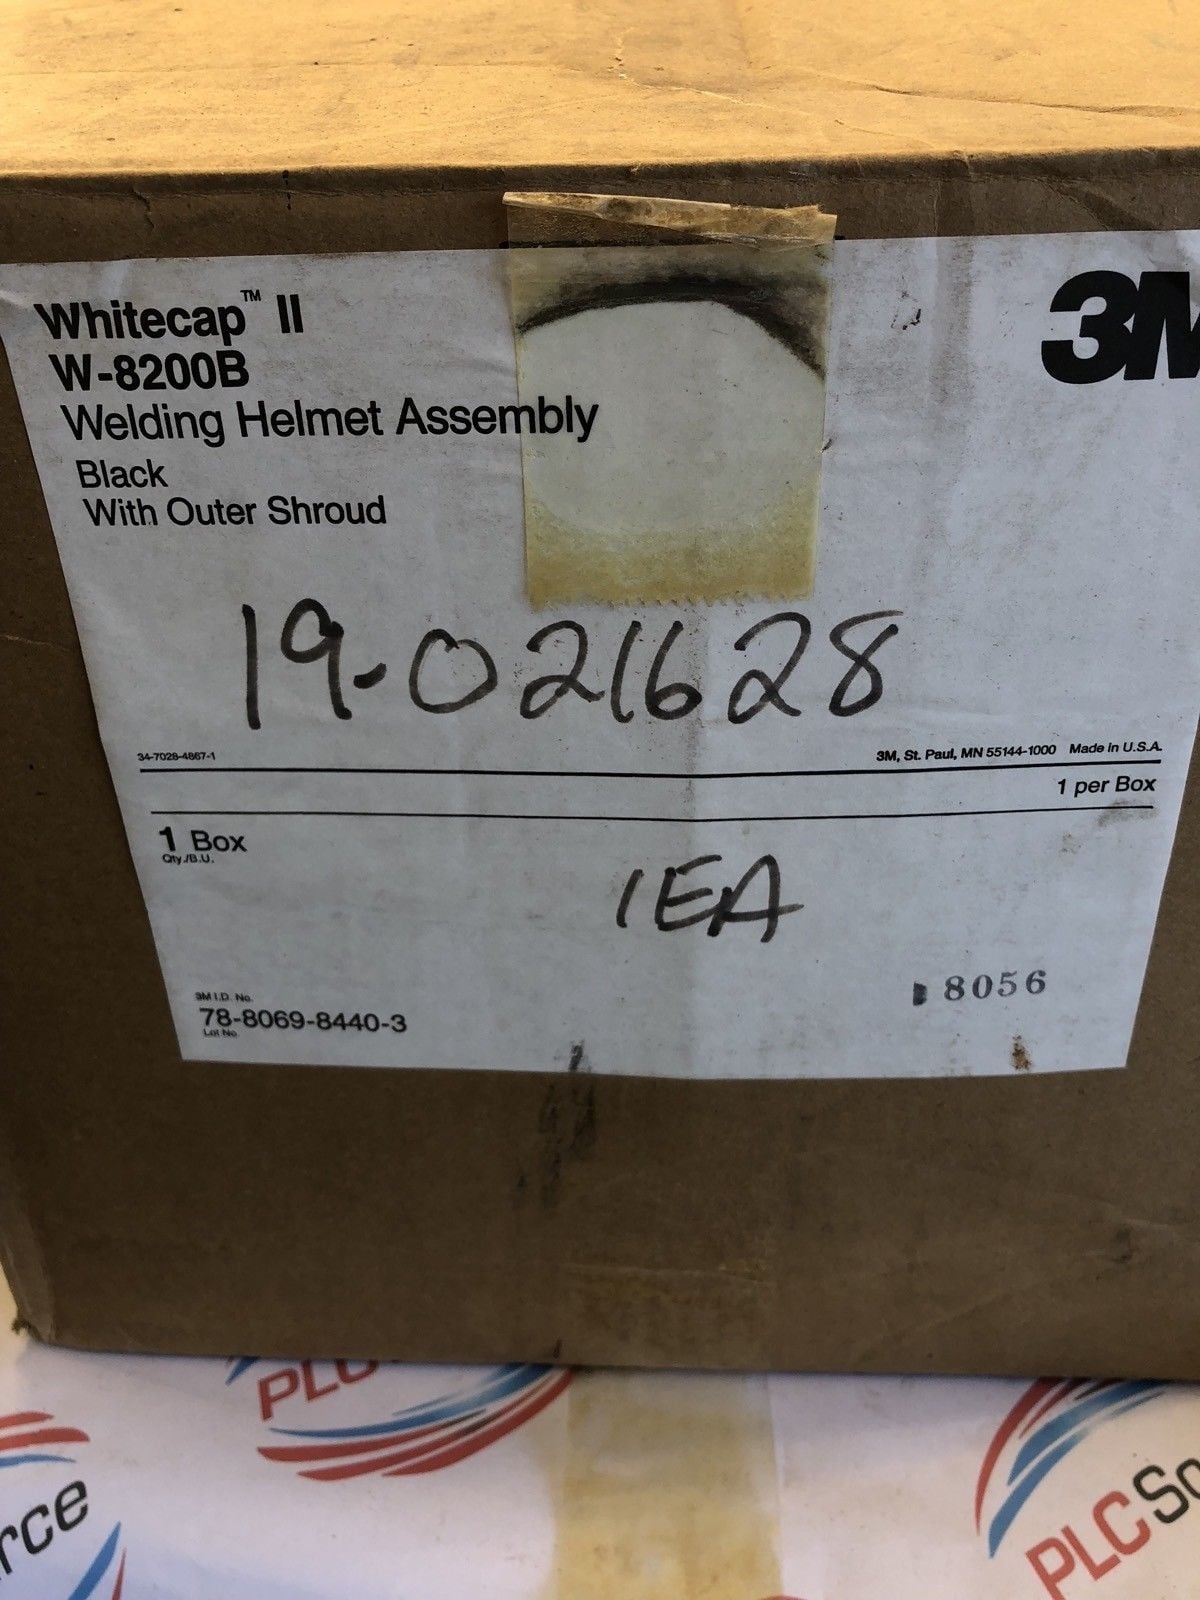 Whitecap™ II
3M
W-8200B
Welding Helmet Assembly
Black
With Outer Shroud
19-021628
34-7028-4867-1
3M, St. Paul, MN 55144-1000 Made in U.S.A.
1 per Box
1 Box
Qty./B.U.
1EA
8056
3M I.D. No.
78-8069-8440-3
Lot No.
PLC
PLCSo
rce